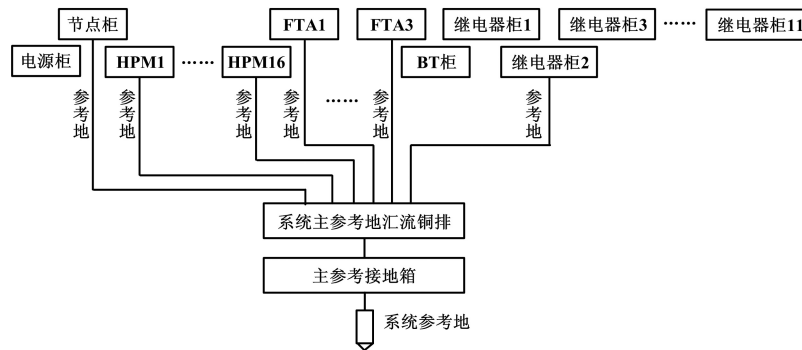 节点柜
FTA1
FTA3
继电器柜1
继电器柜3
……
继电器柜11
电源柜
HPM1
……
HPM16
BT柜
继电器柜2
参考地
参考地
参考地
参考地
……
参考地
参考地
系统主参考地汇流铜排
主参考接地箱
系统参考地